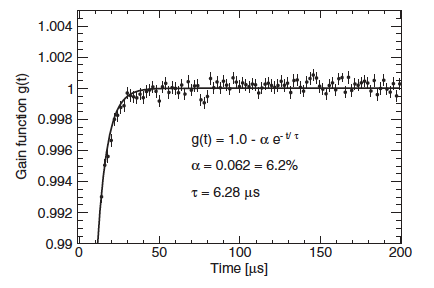 Gain function g(t)
1.004
1.002
1
0.998
0.996
0.994
0.992
0.99
g(t) = 1.0 - α e- t/ τ
α = 0.062 = 6.2%
τ = 6.28 μs
0 50 100 150 200
Time [μs]